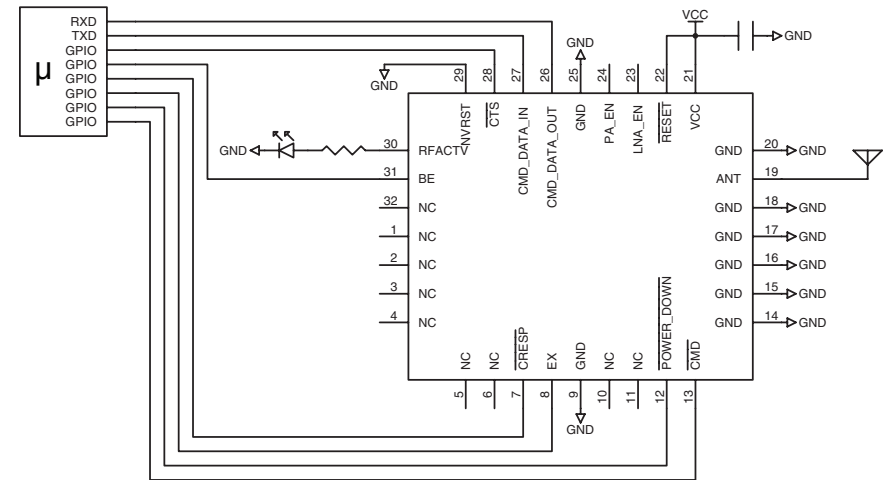 RXD
TXD
GPIO
GPIO
GPIO
GPIO
GPIO
GPIO
μ
VCC
GND
GND
GND
29
28
27
26
25
24
23
22
21
NVRST
CTS
CMD_DATA_IN
CMD_DATA_OUT
GND
PA_EN
LNA_EN
RESET
VCC
GND
30 RFACTV
31 BE
32 NC
1 NC
2 NC
3 NC
4 NC
GND 20 GND
ANT 19
GND 18 GND
GND 17 GND
GND 16 GND
GND 15 GND
GND 14 GND
NC
NC
CRESP
EX
GND
NC
NC
POWER_DOWN
CMD
5
6
7
8
9
10
11
12
13
GND